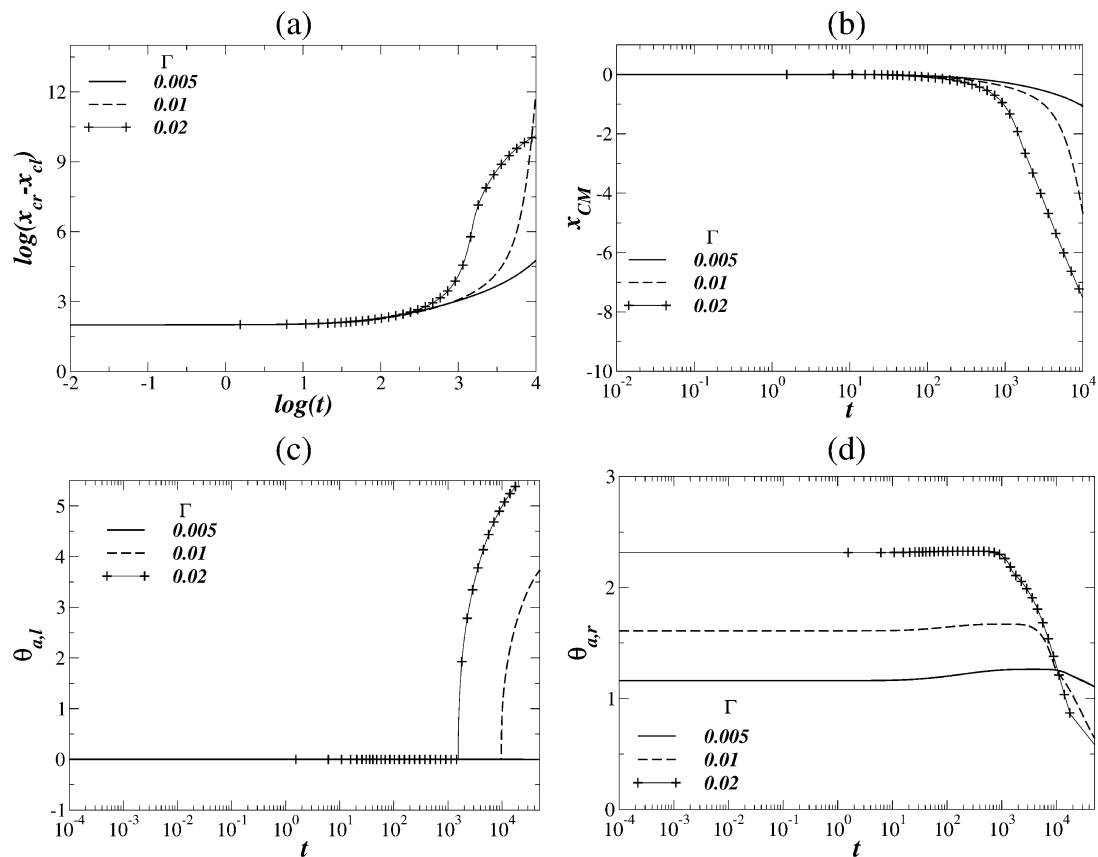 (a)
Γ
0.005
0.01
0.02
12
9
6
3
0
log(x_cr-x_cl)
-2 -1 0 1 2 3 4
log(t)
(b)
0
-2
-4
-6
-8
-10
x_CM
Γ
0.005
0.01
0.02
10^-2 10^-1 10^0 10^1 10^2 10^3 10^4
t
(c)
Γ
0.005
0.01
0.02
5
4
3
2
1
0
-1
θ_a,l
10^-4 10^-3 10^-2 10^-1 10^0 10^1 10^2 10^3 10^4
t
(d)
3
2
1
0
θ_a,r
Γ
0.005
0.01
0.02
10^-4 10^-3 10^-2 10^-1 10^0 10^1 10^2 10^3 10^4
t